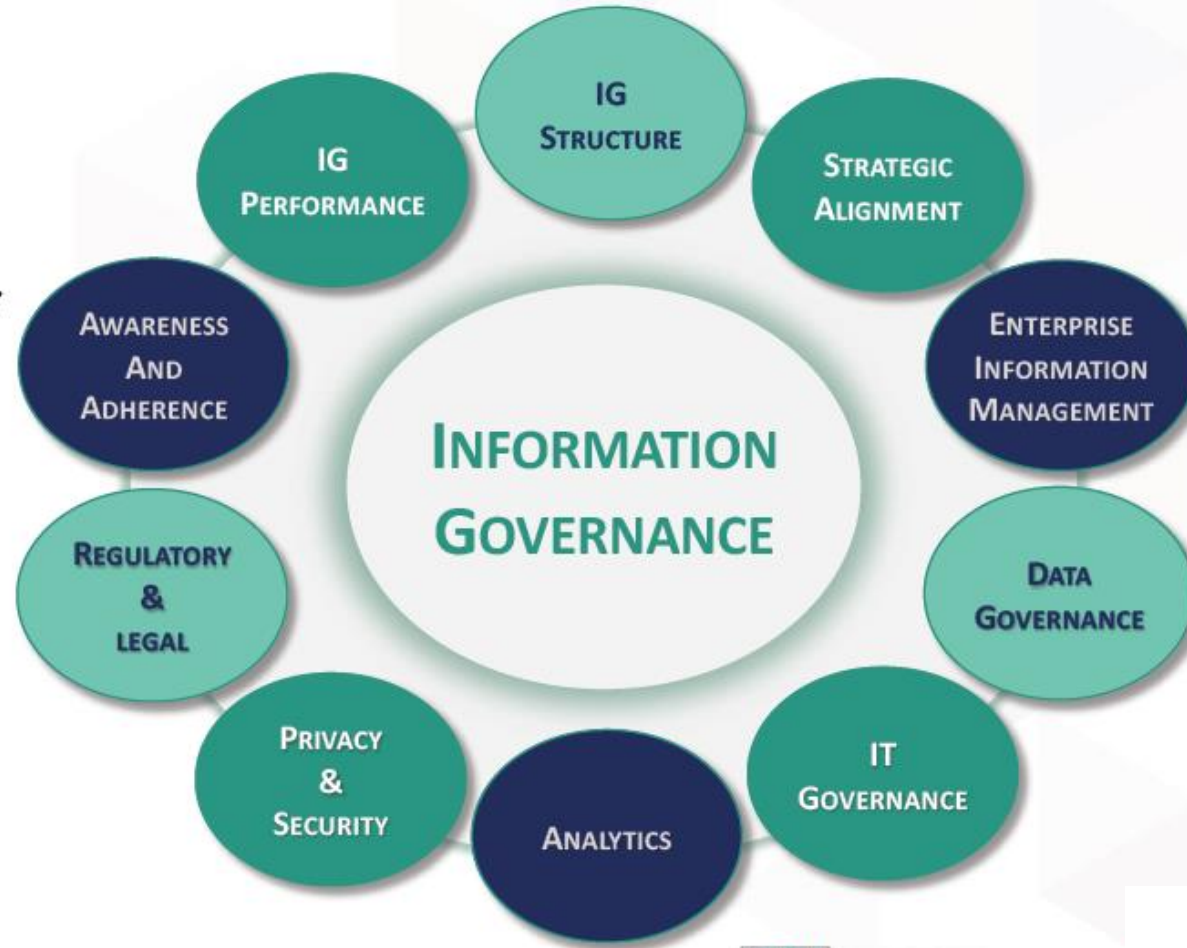 IG
STRUCTURE
STRATEGIC
ALIGNMENT
ENTERPRISE
INFORMATION
MANAGEMENT
DATA
GOVERNANCE
IT
GOVERNANCE
ANALYTICS
PRIVACY
&
SECURITY
REGULATORY
&
LEGAL
AWARENESS
AND
ADHERENCE
IG
PERFORMANCE
INFORMATION
GOVERNANCE